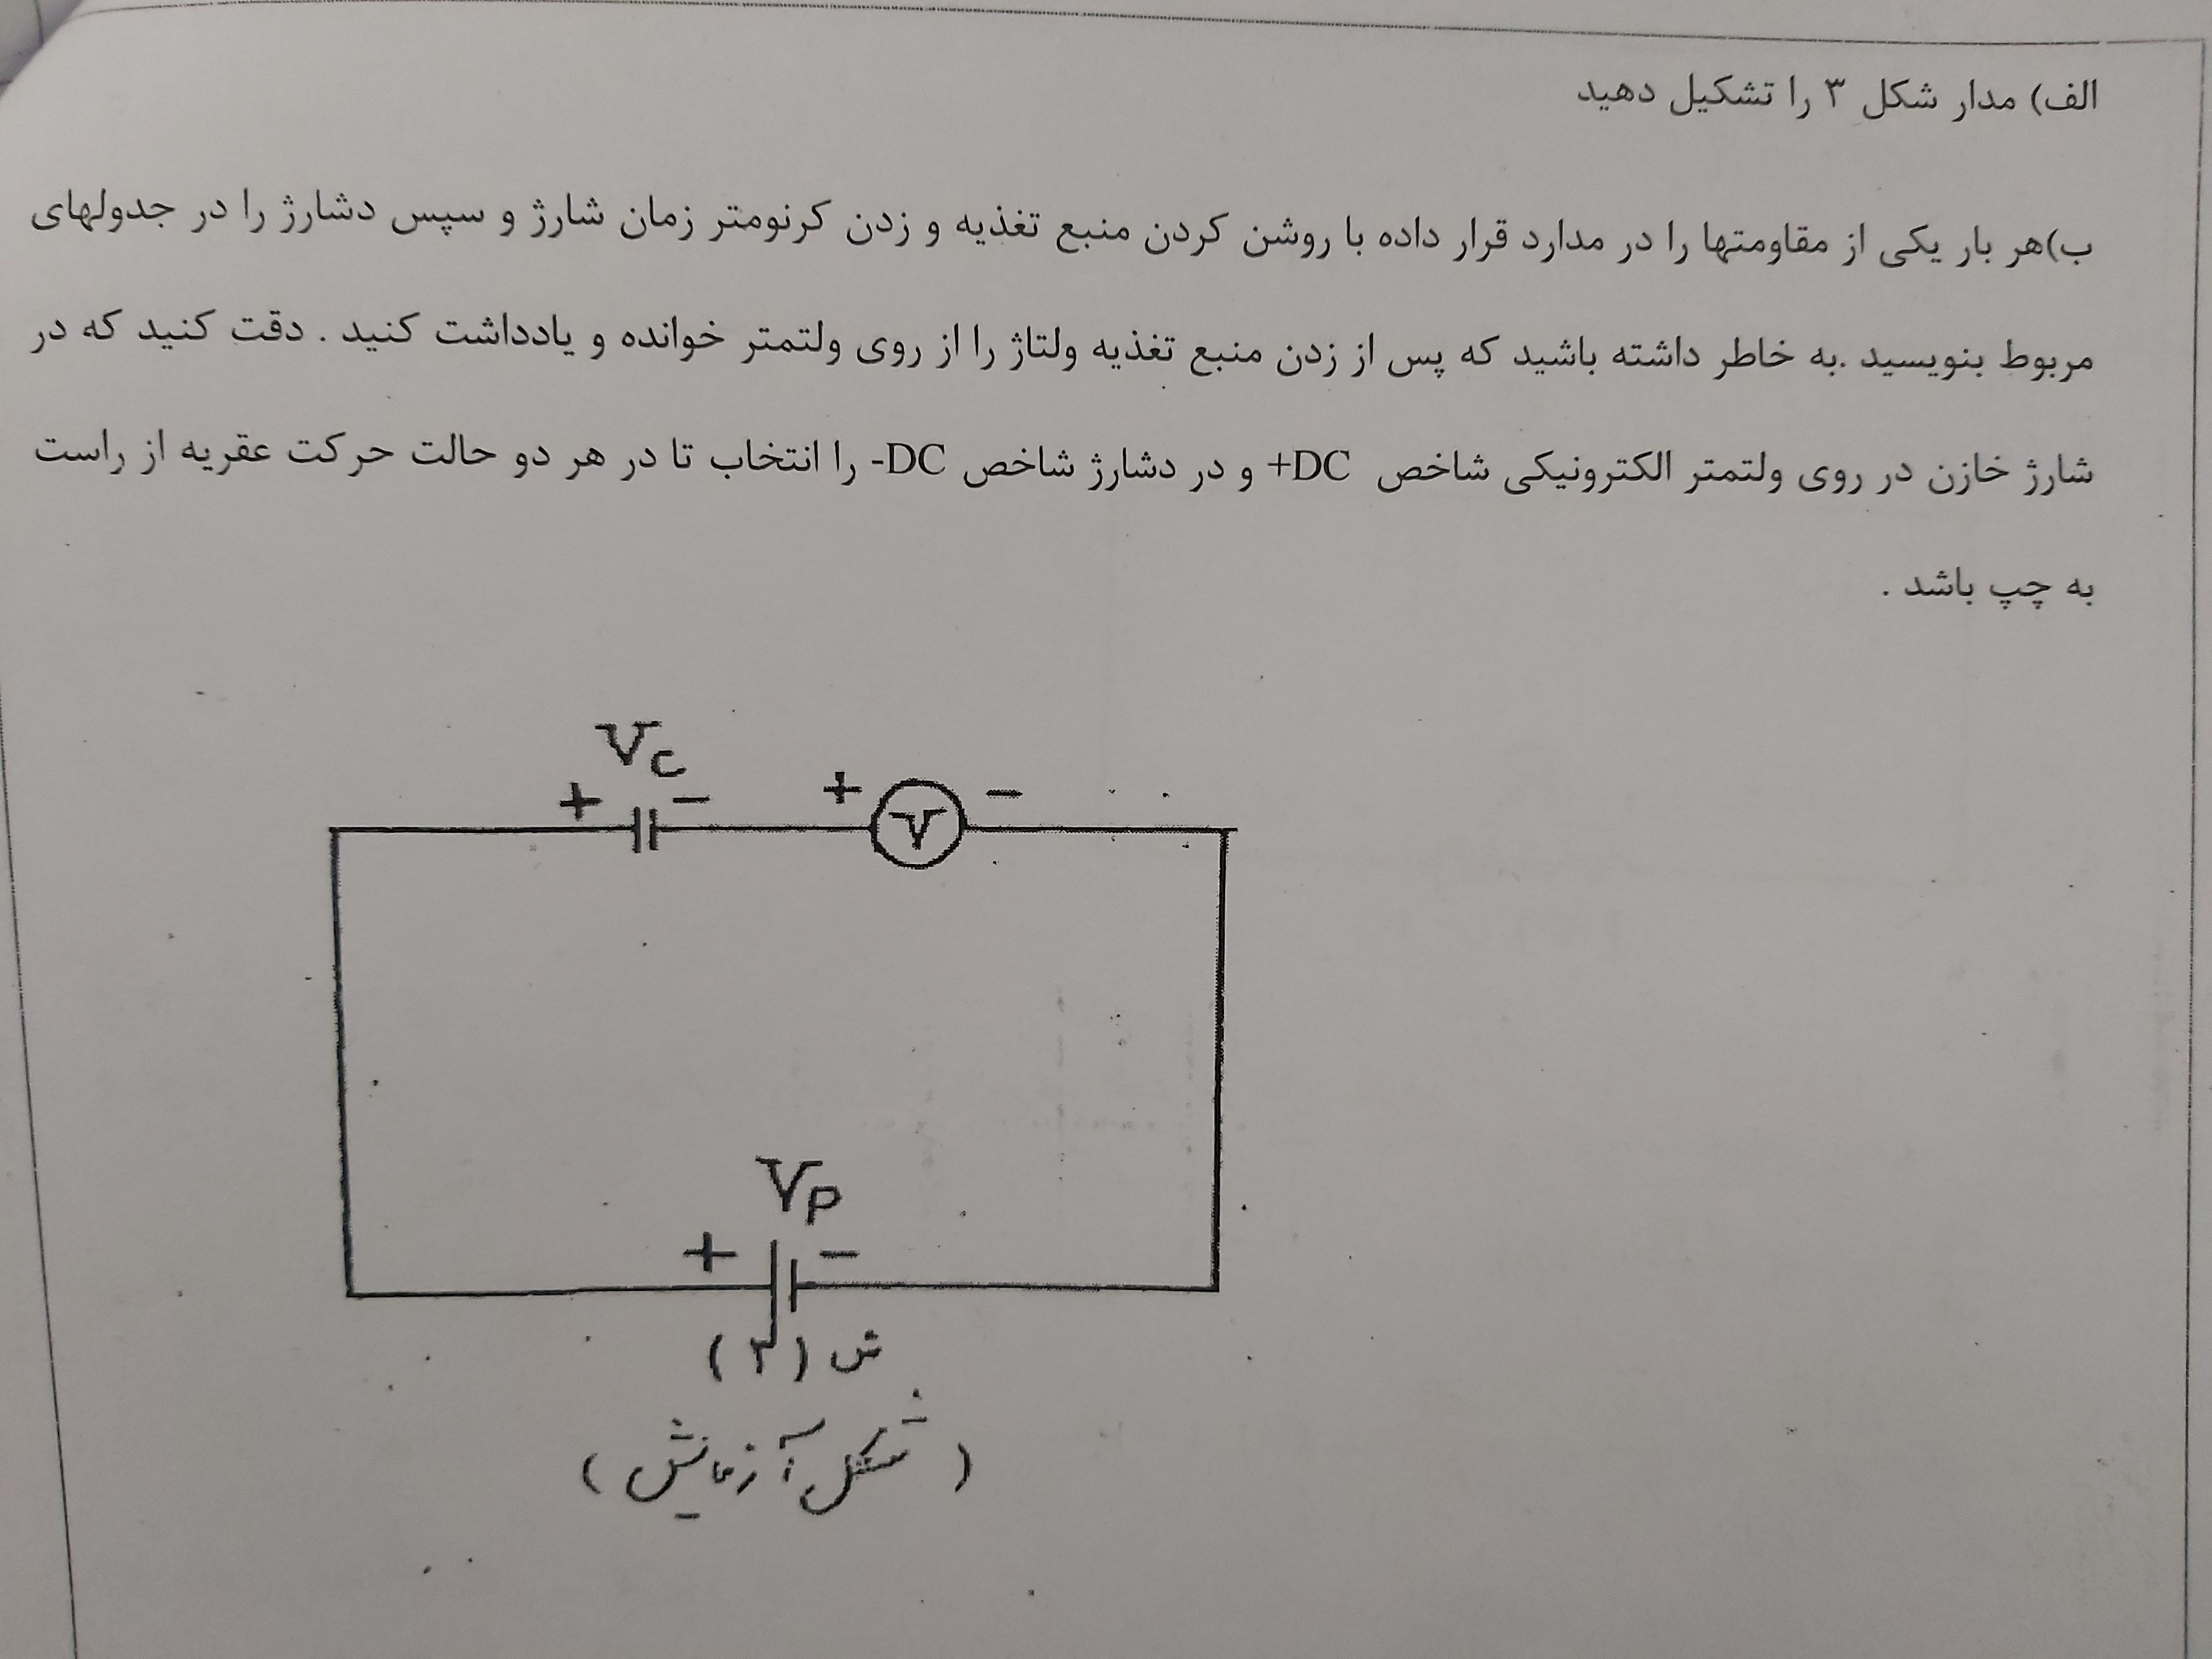 الف) مدار شکل ۳ را تشکیل دهید
ب)هر بار یکی از مقاومتها را در مدارد قرار داده با روشن کردن منبع تغذیه و زدن کرنومتر زمان شارژ و سپس دشارژ را در جدولهای
مربوط بنویسید .به خاطر داشته باشید که پس از زدن منبع تغذیه ولتاژ را از روی ولتمتر خوانده و یادداشت کنید . دقت کنید که در
شارژ خازن در روی ولتمتر الکترونیکی شاخص DC+ و در دشارژ شاخص DC- را انتخاب تا در هر دو حالت حرکت عقربه از راست
به چپ باشد .
Vc
+ - + V -
Vp
+ -
ش (۳)
(شکل آزمایش)